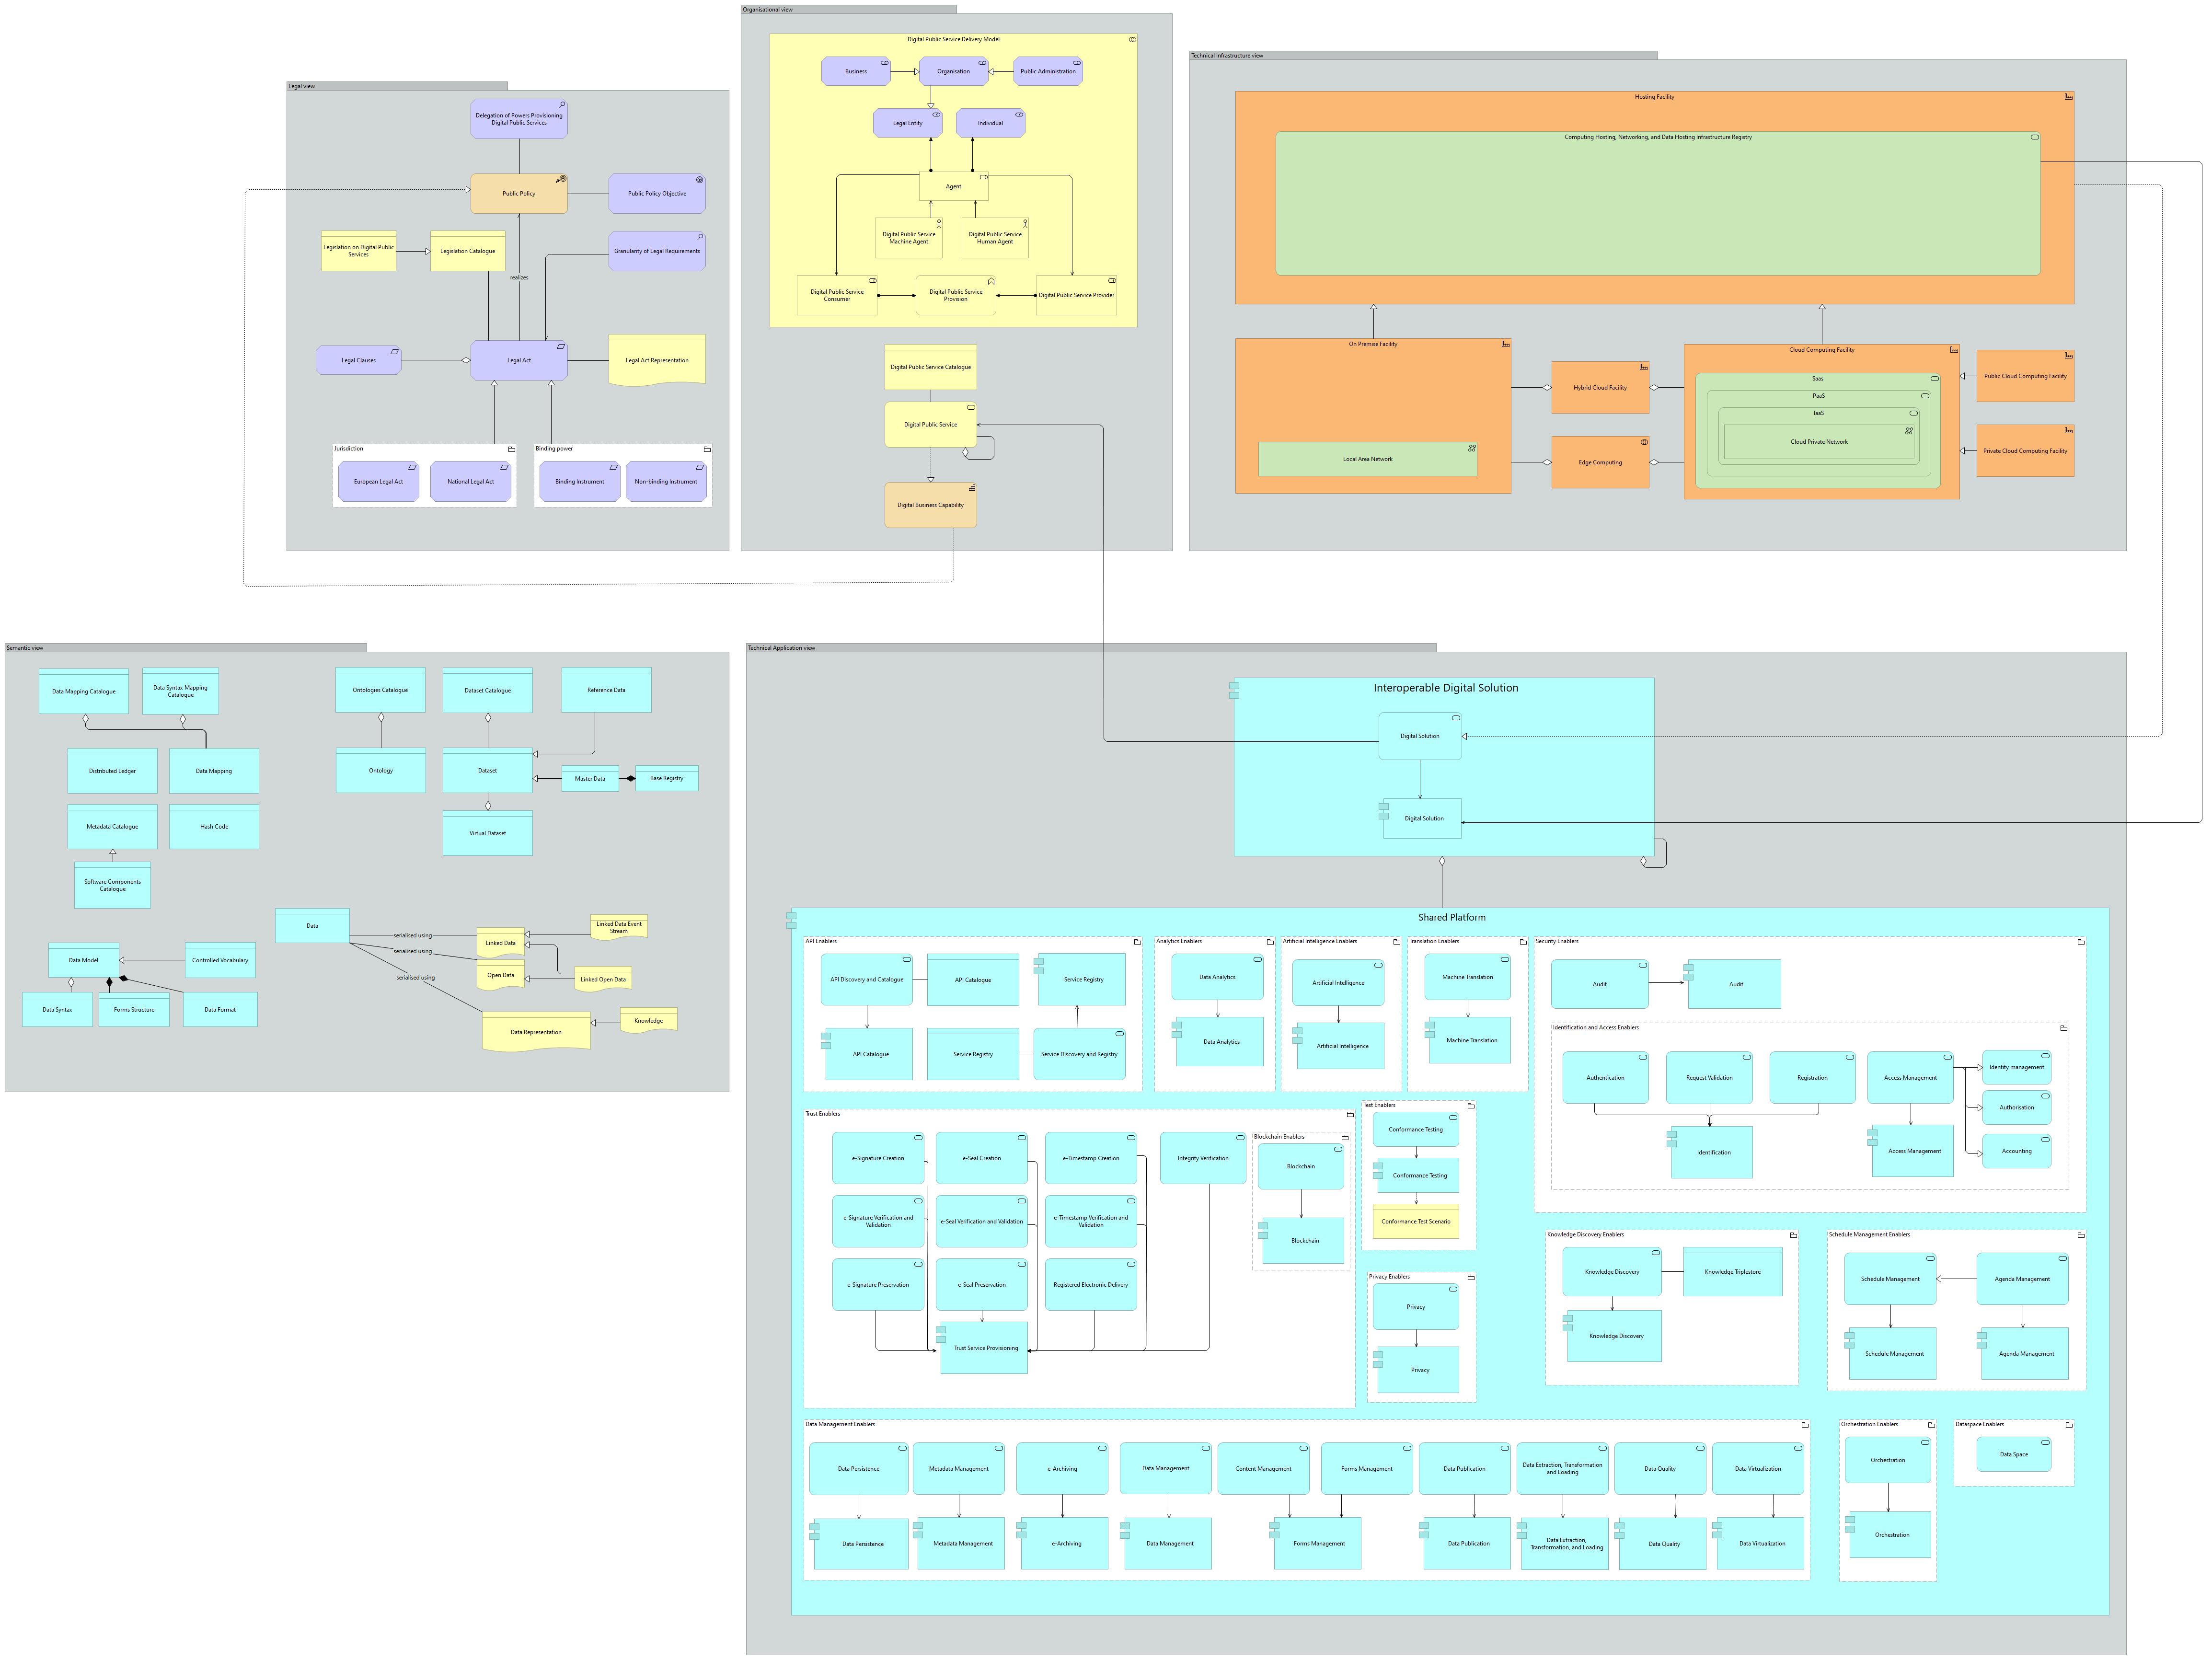 Legal view
Delegation of Powers Provisioning
Digital Public Services
Public Policy
Public Policy Objective
Legislation on Digital Public
Services
Legislation Catalogue
Granularity of Legal Requirements
realizes
Legal Clauses
Legal Act
Legal Act Representation
Jurisdiction
European Legal Act
National Legal Act
Binding power
Binding Instrument
Non-binding Instrument
Organisational view
Digital Public Service Delivery Model
Business
Organisation
Public Administration
Legal Entity
Individual
Agent
Digital Public Service
Machine Agent
Digital Public Service
Human Agent
Digital Public Service
Consumer
Digital Public Service
Provision
Digital Public Service Provider
Digital Public Service Catalogue
Digital Public Service
Digital Business Capability
Technical Infrastructure view
Hosting Facility
Computing Hosting, Networking, and Data Hosting Infrastructure Registry
On Premise Facility
Local Area Network
Hybrid Cloud Facility
Edge Computing
Cloud Computing Facility
Saas
PaaS
IaaS
Cloud Private Network
Public Cloud Computing Facility
Private Cloud Computing Facility
Semantic view
Data Mapping Catalogue
Data Syntax Mapping
Catalogue
Ontologies Catalogue
Dataset Catalogue
Reference Data
Distributed Ledger
Data Mapping
Ontology
Dataset
Master Data
Base Registry
Metadata Catalogue
Hash Code
Virtual Dataset
Software Components
Catalogue
Data
serialised using
serialised using
serialised using
Linked Data
Linked Data Event
Stream
Open Data
Linked Open Data
Data Model
Controlled Vocabulary
Data Syntax
Forms Structure
Data Format
Data Representation
Knowledge
Technical Application view
Interoperable Digital Solution
Digital Solution
Digital Solution
Shared Platform
API Enablers
API Discovery and Catalogue
API Catalogue
Service Registry
API Catalogue
Service Registry
Service Discovery and Registry
Analytics Enablers
Data Analytics
Data Analytics
Artificial Intelligence Enablers
Artificial Intelligence
Artificial Intelligence
Translation Enablers
Machine Translation
Machine Translation
Security Enablers
Audit
Audit
Identification and Access Enablers
Authentication
Request Validation
Registration
Access Management
Identity management
Authorisation
Accounting
Identification
Access Management
Trust Enablers
e-Signature Creation
e-Seal Creation
e-Timestamp Creation
Integrity Verification
e-Signature Verification and
Validation
e-Seal Verification and Validation
e-Timestamp Verification and
Validation
e-Signature Preservation
e-Seal Preservation
Registered Electronic Delivery
Trust Service Provisioning
Blockchain Enablers
Blockchain
Blockchain
Test Enablers
Conformance Testing
Conformance Testing
Conformance Test Scenario
Privacy Enablers
Privacy
Privacy
Knowledge Discovery Enablers
Knowledge Discovery
Knowledge Triplestore
Knowledge Discovery
Schedule Management Enablers
Schedule Management
Agenda Management
Schedule Management
Agenda Management
Data Management Enablers
Data Persistence
Metadata Management
e-Archiving
Data Management
Content Management
Forms Management
Data Publication
Data Extraction, Transformation
and Loading
Data Quality
Data Virtualization
Data Persistence
Metadata Management
e-Archiving
Data Management
Forms Management
Data Publication
Data Extraction,
Transformation, and Loading
Data Quality
Data Virtualization
Orchestration Enablers
Orchestration
Orchestration
Dataspace Enablers
Data Space